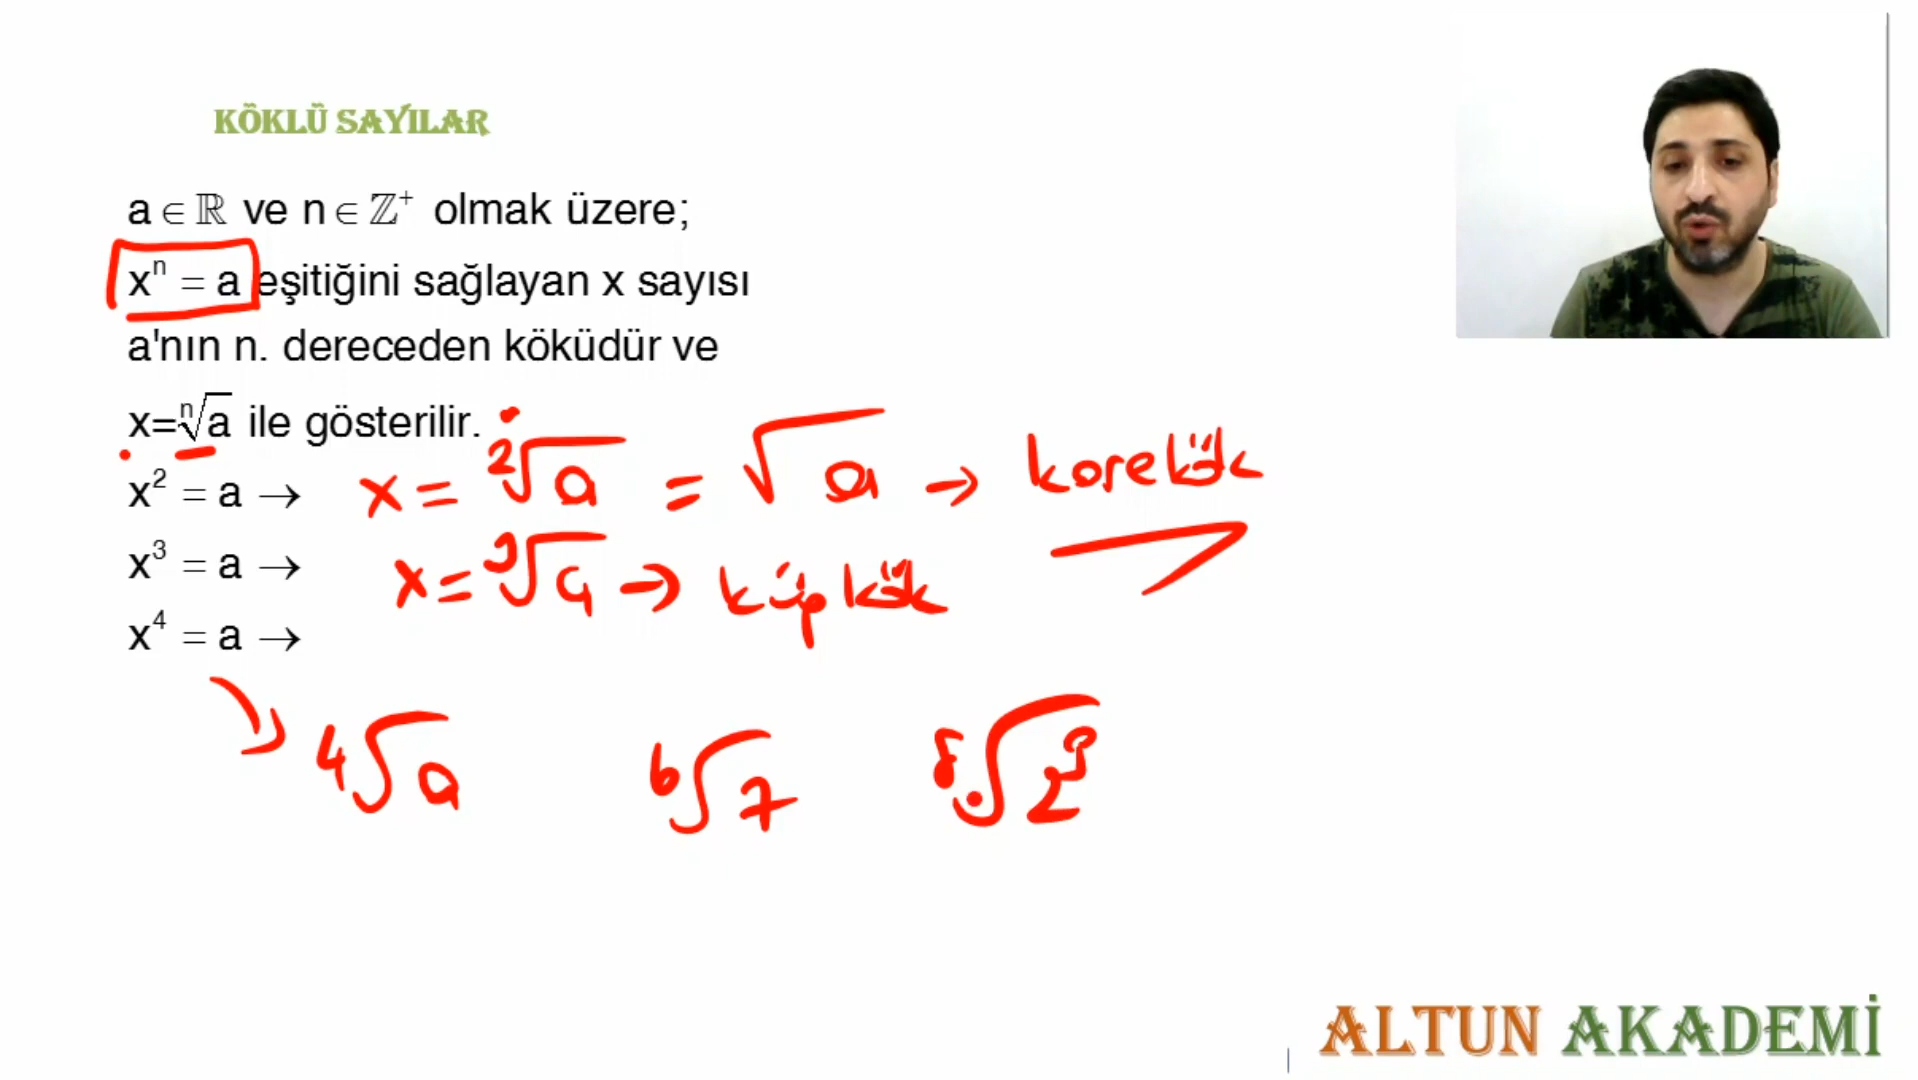 KÖKLÜ SAYILAR
a ∈ ℝ ve n ∈ ℤ⁺ olmak üzere;
xⁿ = a eşitiğini sağlayan x sayısı
a'nın n. dereceden köküdür ve
x=ⁿ√a ile gösterilir.
x² = a → x = ²√a = √a → karekök
x³ = a → x = ³√a → küpkök
x⁴ = a →
⁴√a ⁶√7 ⁸√2³
ALTUN AKADEMİ